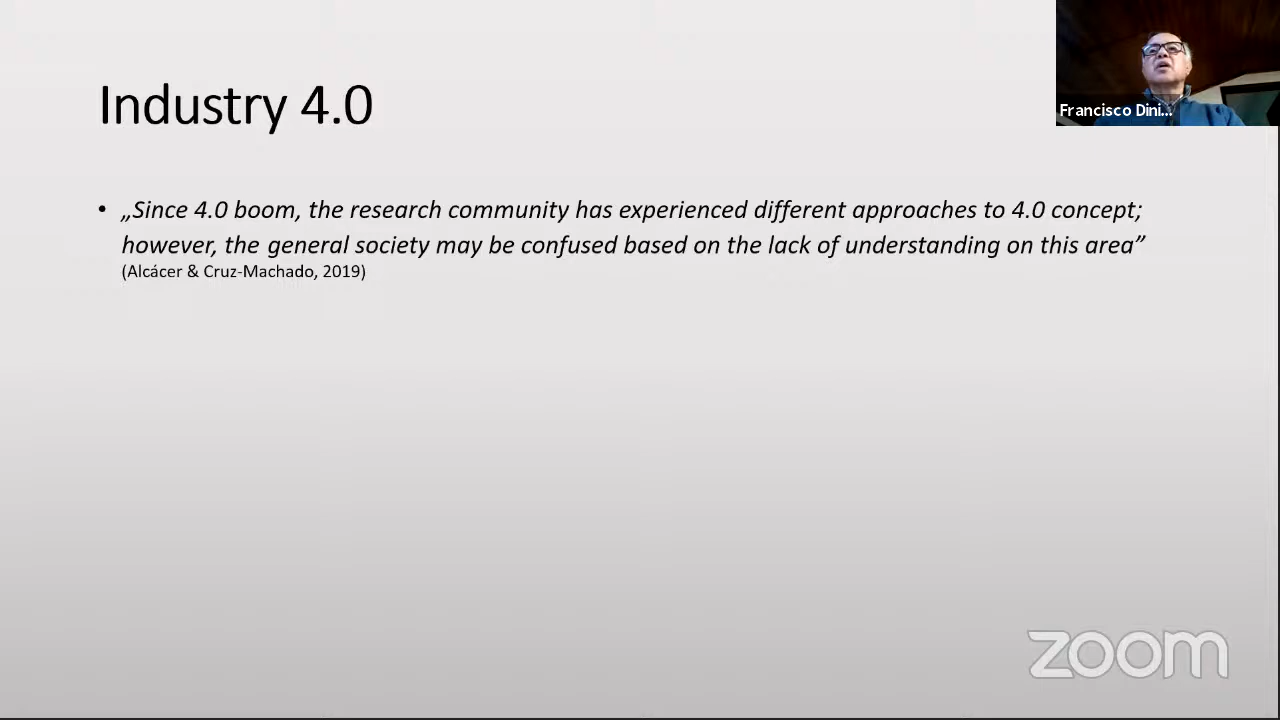 Industry 4.0
• „Since 4.0 boom, the research community has experienced different approaches to 4.0 concept;
however, the general society may be confused based on the lack of understanding on this area”
(Alcácer & Cruz-Machado, 2019)
Francisco Dini...
zoom